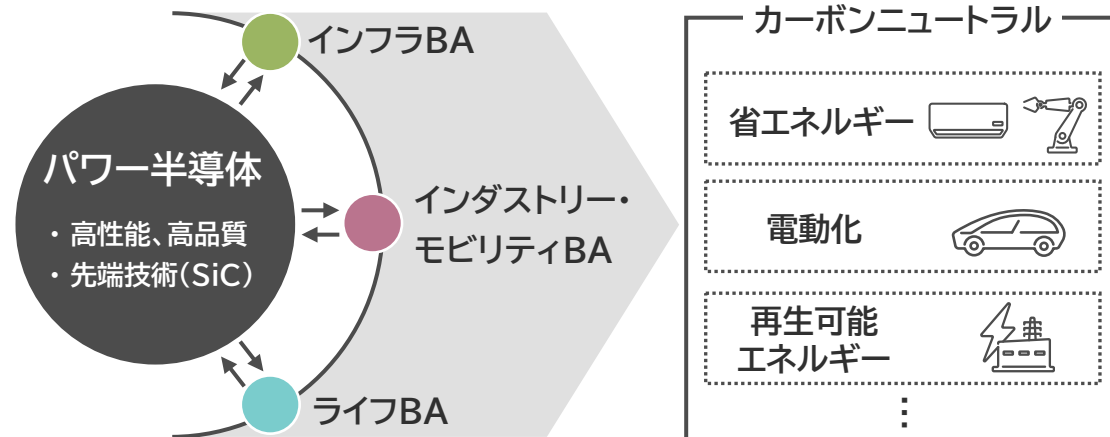 インフラBA
パワー半導体
・高性能、高品質
・先端技術(SiC)
インダストリー・
モビリティBA
ライフBA
カーボンニュートラル
省エネルギー
電動化
再生可能
エネルギー
⋮